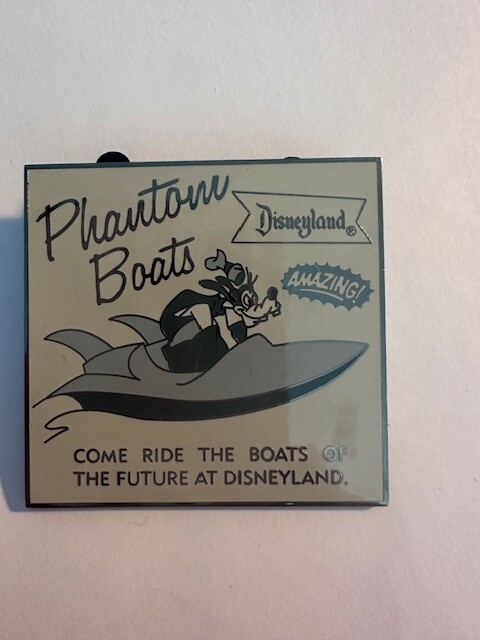 Phantom
Boats
Disneyland®
AMAZING!
COME RIDE THE BOATS OF
THE FUTURE AT DISNEYLAND.